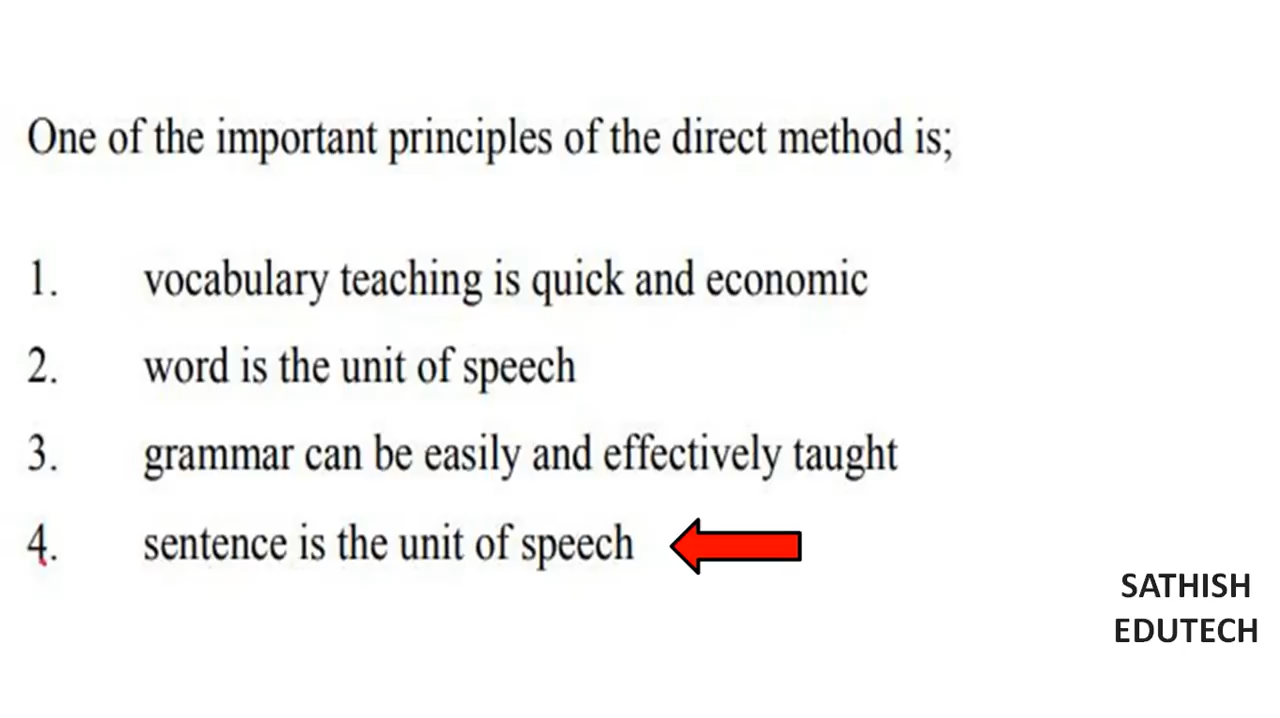 One of the important principles of the direct method is;
1. vocabulary teaching is quick and economic
2. word is the unit of speech
3. grammar can be easily and effectively taught
4. sentence is the unit of speech
SATHISH
EDUTECH